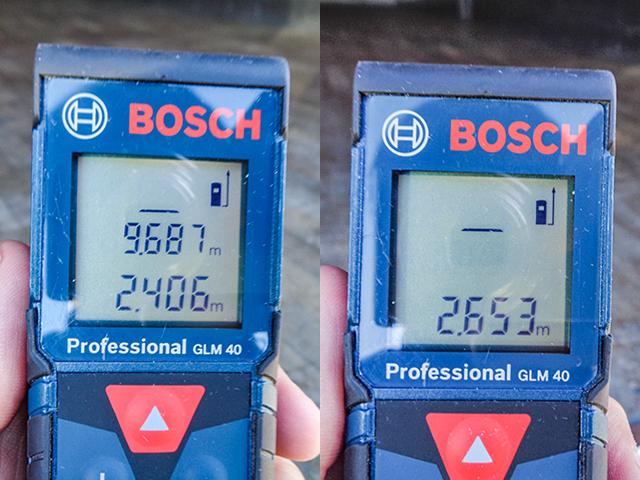 BOSCH
9.687 m
2.406 m
Professional GLM 40
BOSCH
2.653 m
Professional GLM 40